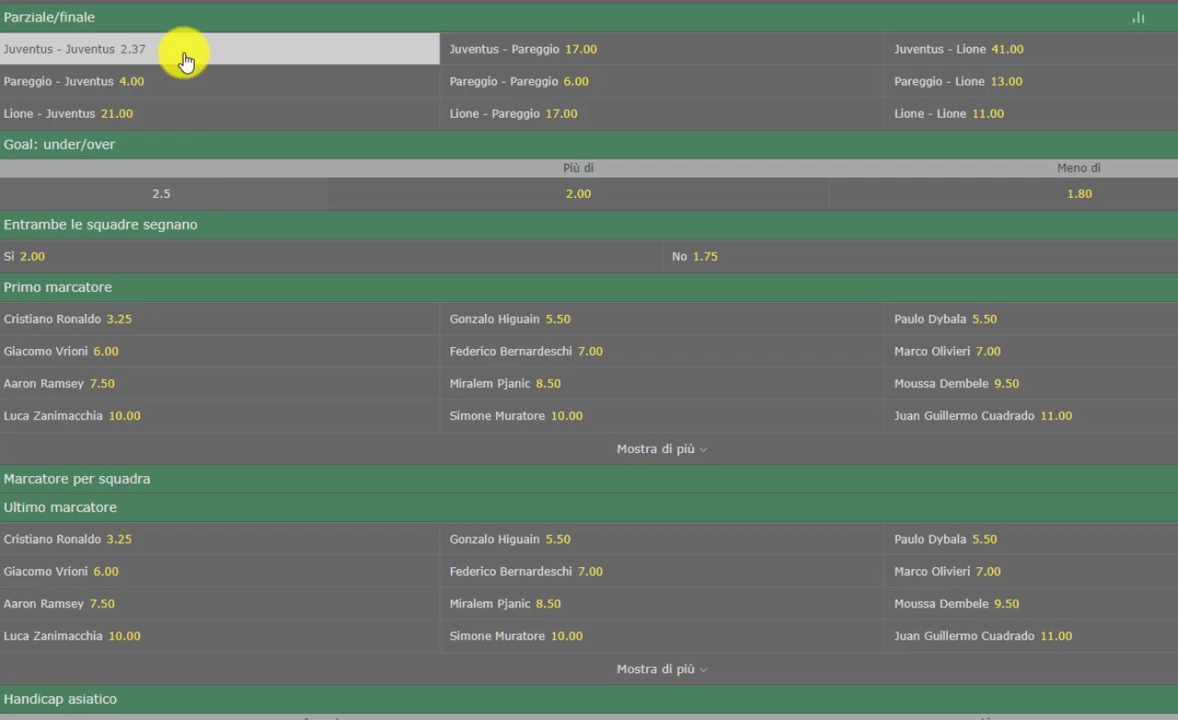 Parziale/finale
Juventus - Juventus 2.37 Juventus - Pareggio 17.00 Juventus - Lione 41.00
Pareggio - Juventus 4.00 Pareggio - Pareggio 6.00 Pareggio - Lione 13.00
Lione - Juventus 21.00 Lione - Pareggio 17.00 Lione - Lione 11.00
Goal: under/over
Più di Meno di
2.5 2.00 1.80
Entrambe le squadre segnano
Si 2.00 No 1.75
Primo marcatore
Cristiano Ronaldo 3.25 Gonzalo Higuain 5.50 Paulo Dybala 5.50
Giacomo Vrioni 6.00 Federico Bernardeschi 7.00 Marco Olivieri 7.00
Aaron Ramsey 7.50 Miralem Pjanic 8.50 Moussa Dembele 9.50
Luca Zanimacchia 10.00 Simone Muratore 10.00 Juan Guillermo Cuadrado 11.00
Mostra di più
Marcatore per squadra
Ultimo marcatore
Cristiano Ronaldo 3.25 Gonzalo Higuain 5.50 Paulo Dybala 5.50
Giacomo Vrioni 6.00 Federico Bernardeschi 7.00 Marco Olivieri 7.00
Aaron Ramsey 7.50 Miralem Pjanic 8.50 Moussa Dembele 9.50
Luca Zanimacchia 10.00 Simone Muratore 10.00 Juan Guillermo Cuadrado 11.00
Mostra di più
Handicap asiatico